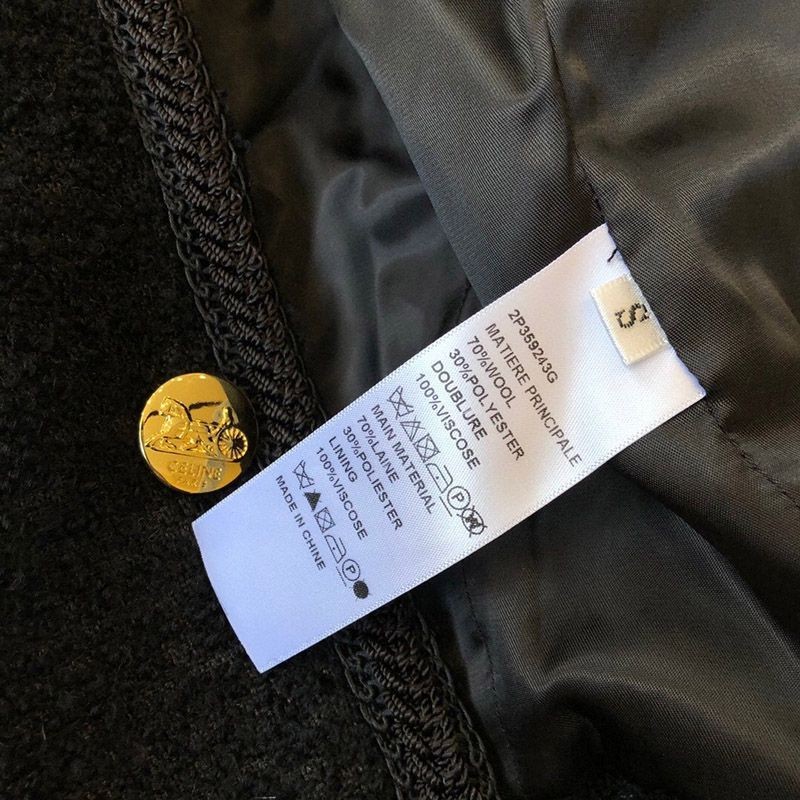 S
2P359243G
MATIERE PRINCIPALE
70%WOOL
30%POLYESTER
DOUBLURE
100%VISCOSE
MAIN MATERIAL
70%LAINE
30%POLIESTER
LINING
100%VISCOSE
MADE IN CHINE
P
P
CELINE
PARIS